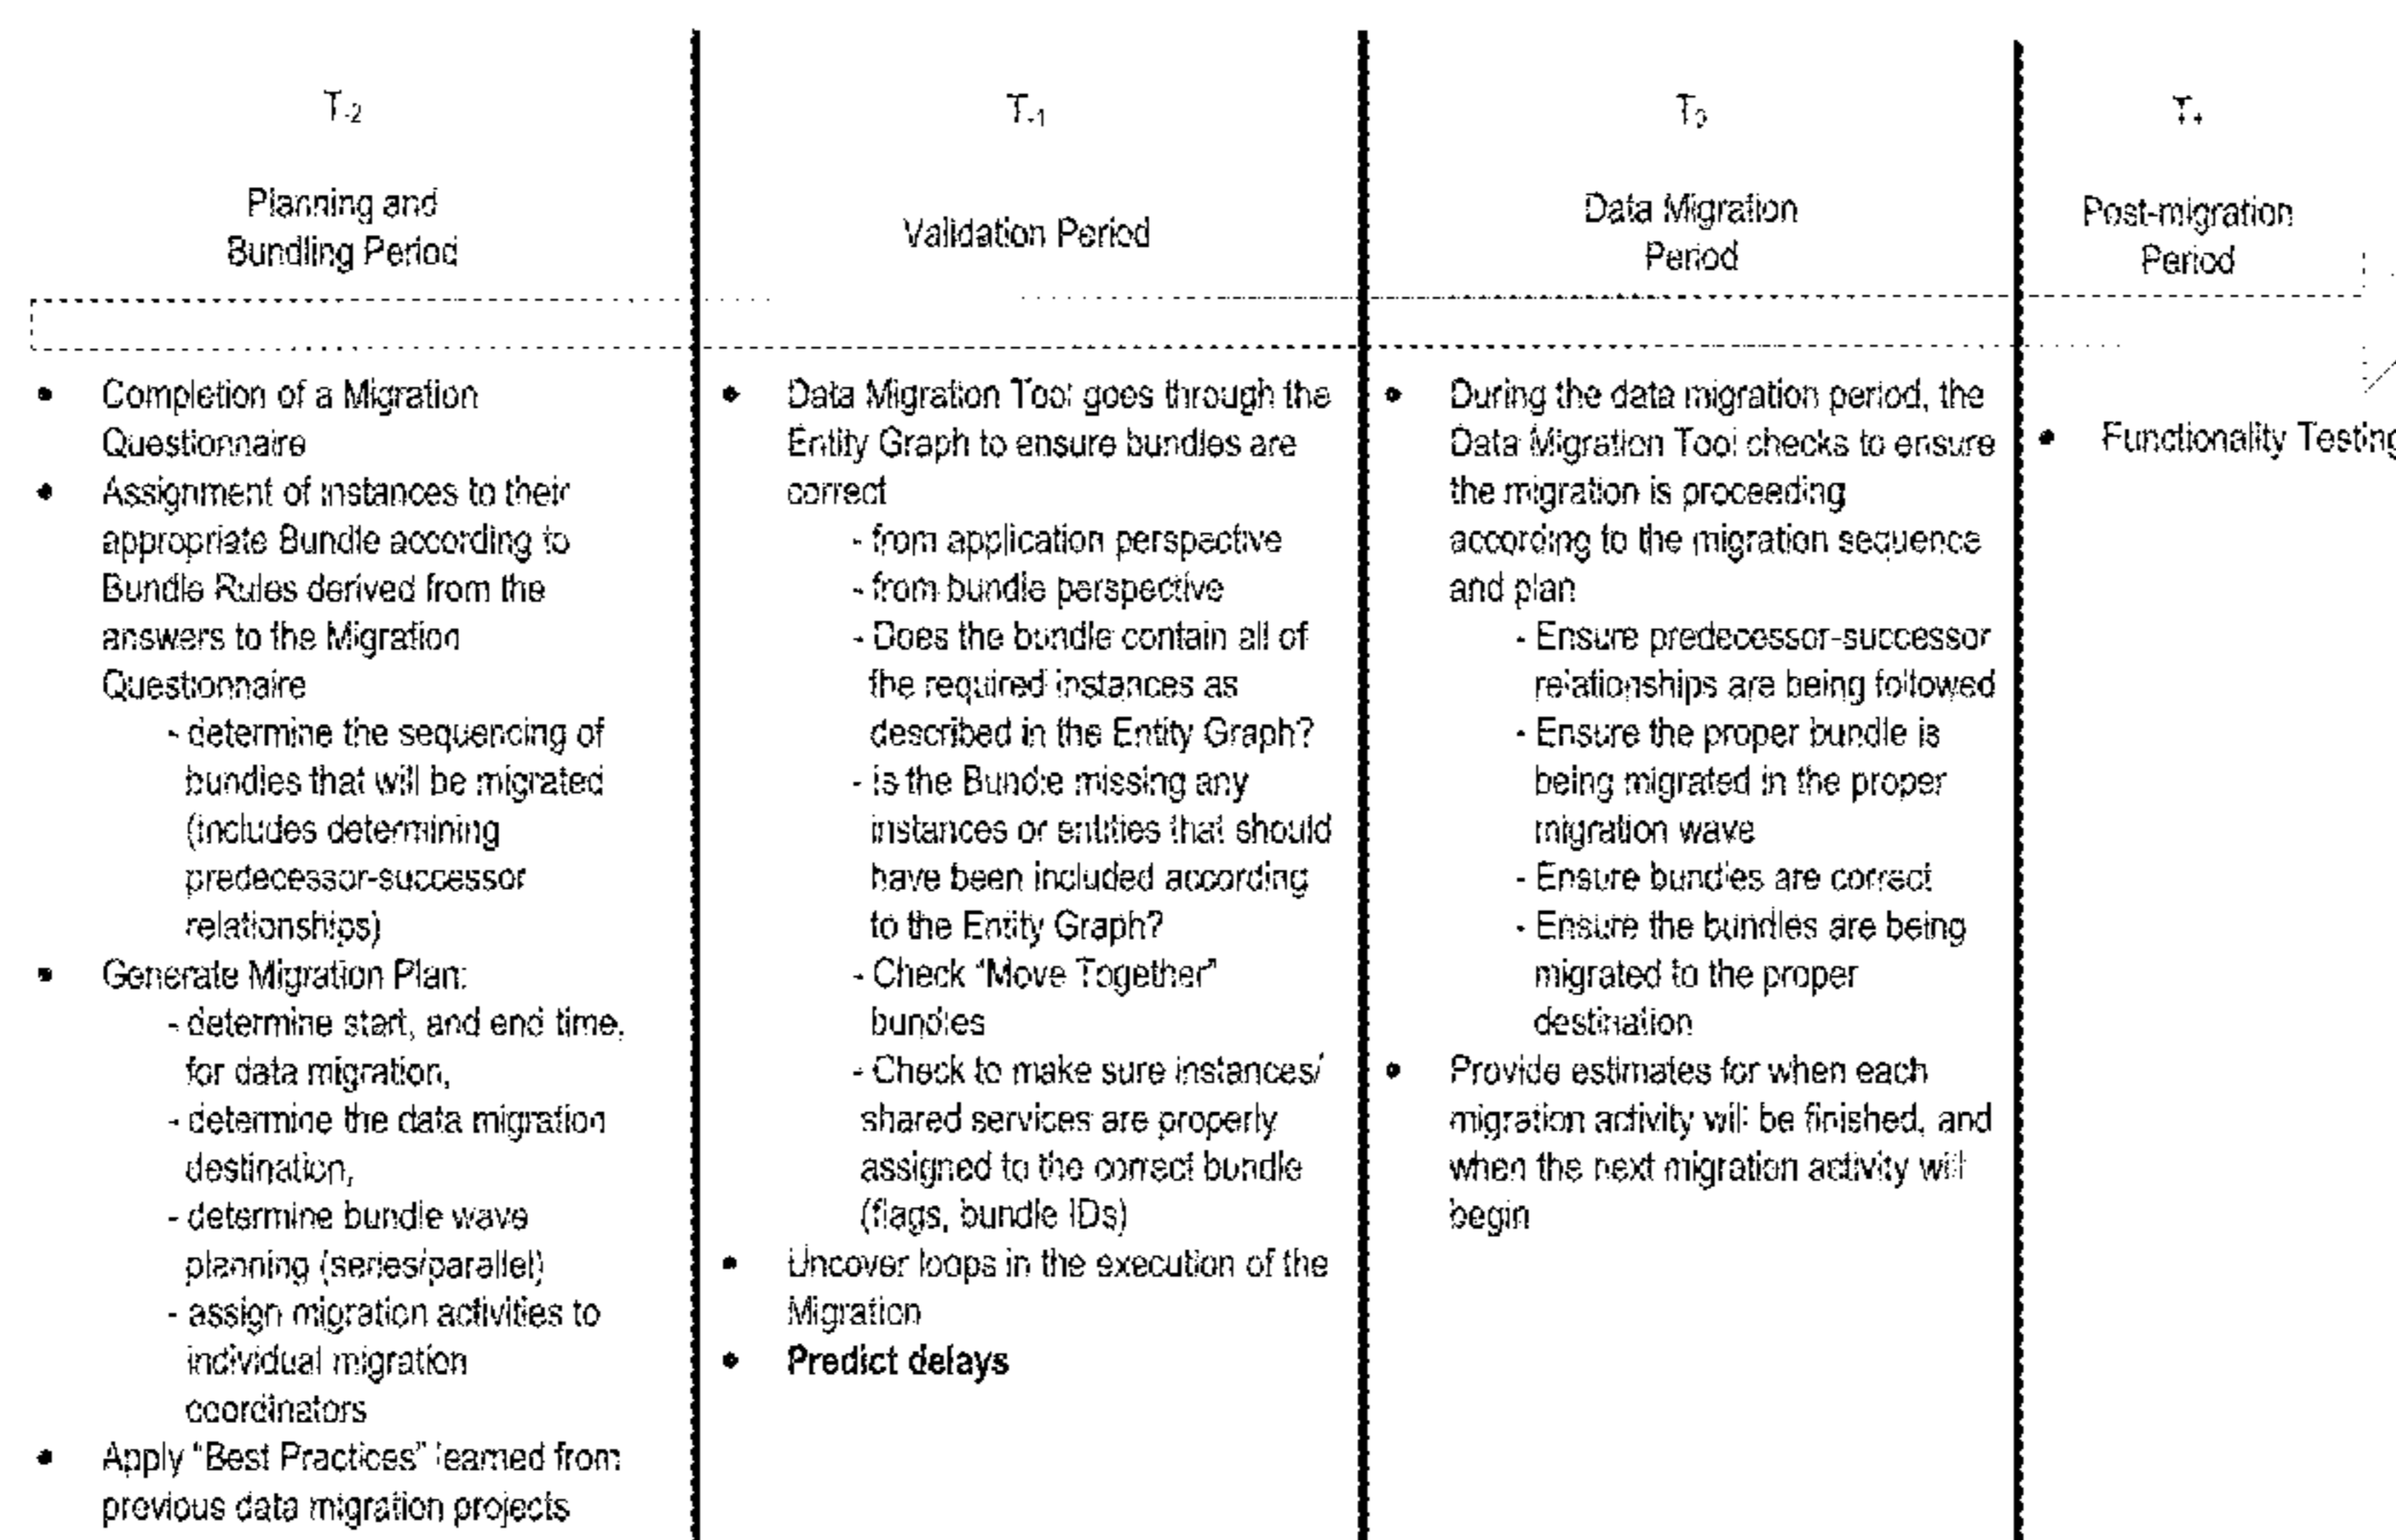 T-2
Planning and
Bundling Period
• Completion of a Migration
Questionnaire
• Assignment of instances to their
appropriate Bundle according to
Bundle Rules derived from the
answers to the Migration
Questionnaire
- determine the sequencing of
bundles that will be migrated
(includes determining
predecessor-successor
relationships)
• Generate Migration Plan:
- determine start, and end time,
for data migration,
- determine the data migration
destination,
- determine bundle wave
planning (series/parallel)
- assign migration activities to
individual migration
coordinators
• Apply “Best Practices” learned from
previous data migration projects
T-1
Validation Period
• Data Migration Tool goes through the
Entity Graph to ensure bundles are
correct
- from application perspective
- from bundle perspective
- Does the bundle contain all of
the required instances as
described in the Entity Graph?
- is the Bundle missing any
instances or entities that should
have been included according
to the Entity Graph?
- Check “Move Together”
bundles
- Check to make sure instances/
shared services are properly
assigned to the correct bundle
(flags, bundle IDs)
• Uncover loops in the execution of the
Migration
• Predict delays
T0
Data Migration
Period
• During the data migration period, the
Data Migration Tool checks to ensure
the migration is proceeding
according to the migration sequence
and plan
- Ensure predecessor-successor
relationships are being followed
- Ensure the proper bundle is
being migrated in the proper
migration wave
- Ensure bundles are correct
- Ensure the bundles are being
migrated to the proper
destination
• Provide estimates for when each
migration activity will be finished, and
when the next migration activity will
begin
T+
Post-migration
Period
• Functionality Testing